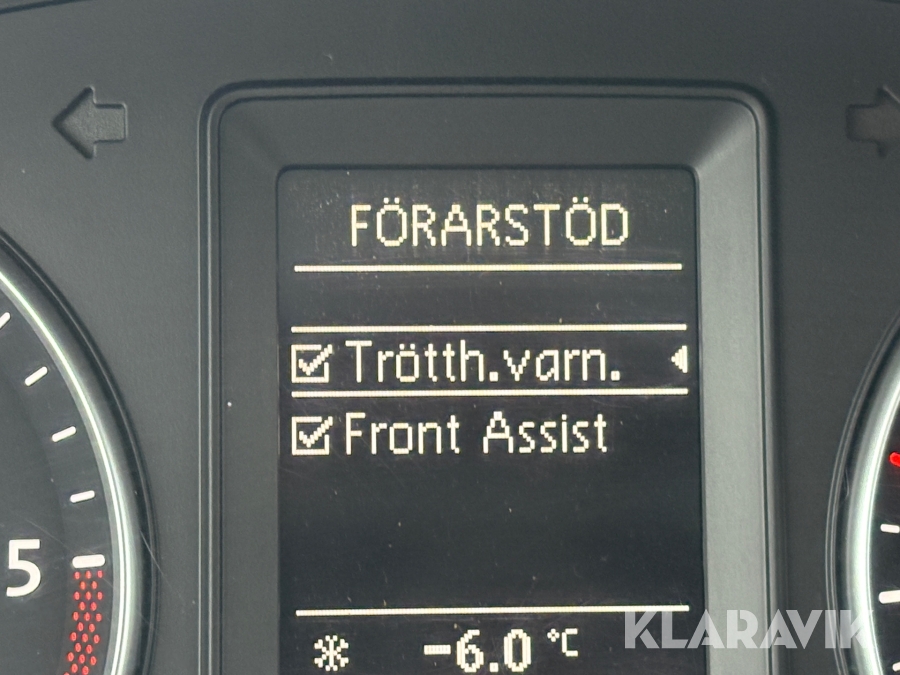 FÖRARSTÖD
Trötth.varn.
Front Assist
-6.0 °C
5
KLARAVIK